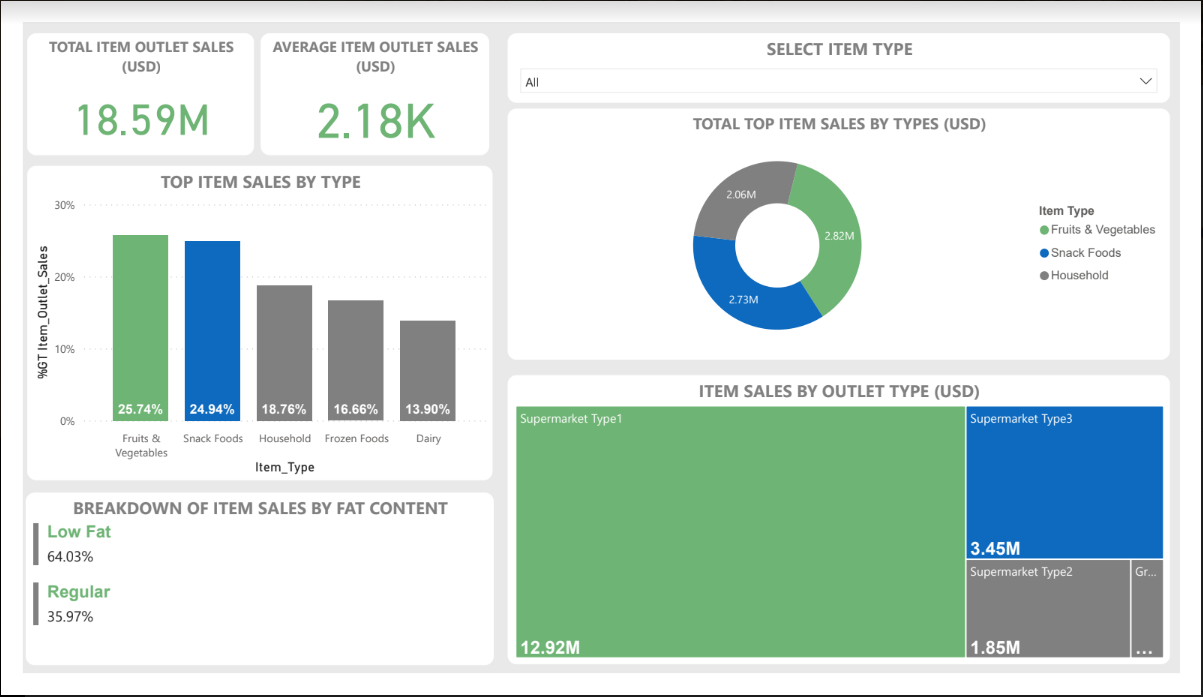 TOTAL ITEM OUTLET SALES
(USD)
18.59M
AVERAGE ITEM OUTLET SALES
(USD)
2.18K
SELECT ITEM TYPE
All
TOP ITEM SALES BY TYPE
30%
20%
10%
0%
%GT Item_Outlet_Sales
25.74%
24.94%
18.76%
16.66%
13.90%
Fruits &
Vegetables
Snack Foods
Household
Frozen Foods
Dairy
Item_Type
TOTAL TOP ITEM SALES BY TYPES (USD)
2.06M
2.82M
2.73M
Item Type
Fruits & Vegetables
Snack Foods
Household
BREAKDOWN OF ITEM SALES BY FAT CONTENT
Low Fat
64.03%
Regular
35.97%
ITEM SALES BY OUTLET TYPE (USD)
Supermarket Type1
12.92M
Supermarket Type3
3.45M
Supermarket Type2
1.85M
Gr...
...